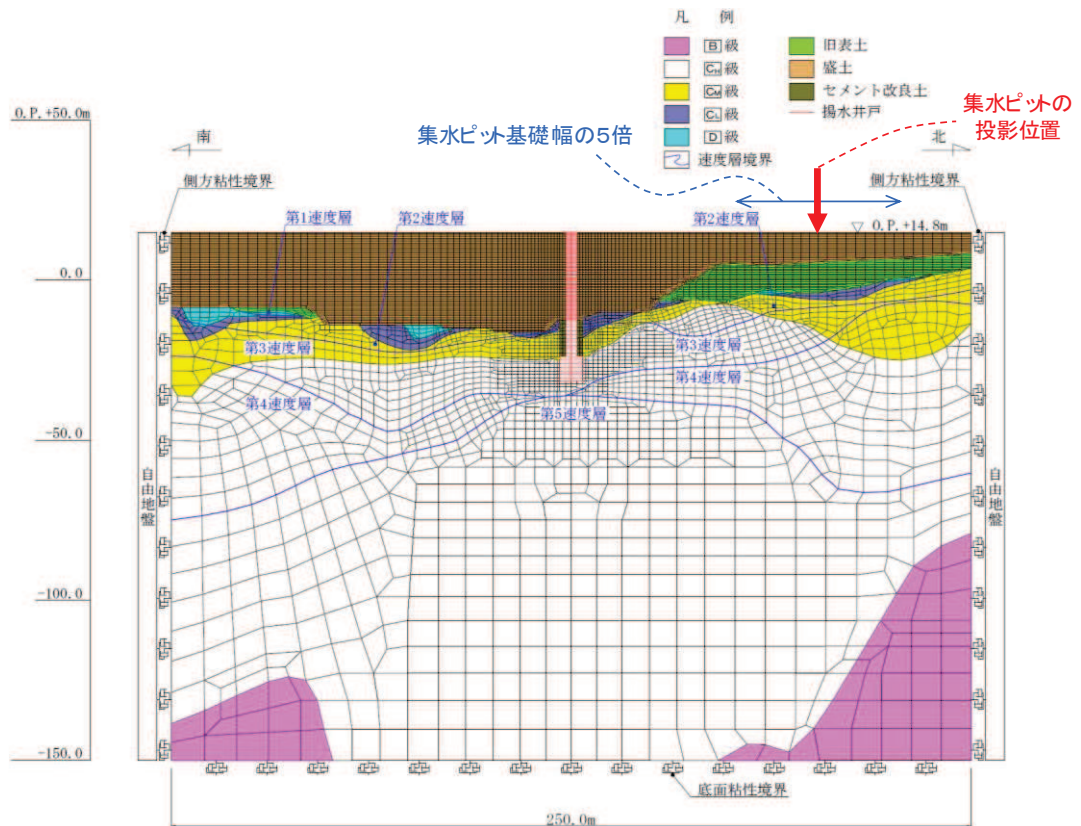 凡 例
B級
CH級
CM級
CL級
D級
速度層境界
旧表土
盛土
セメント改良土
揚水井戸
集水ピットの
投影位置
集水ピット基礎幅の5倍
O.P.+50.0m
南
北
側方粘性境界
側方粘性境界
第1速度層
第2速度層
第2速度層
O.P.+14.8m
0.0
第3速度層
第3速度層
第4速度層
第4速度層
第5速度層
-50.0
自由地盤
自由地盤
-100.0
-150.0
底面粘性境界
250.0m